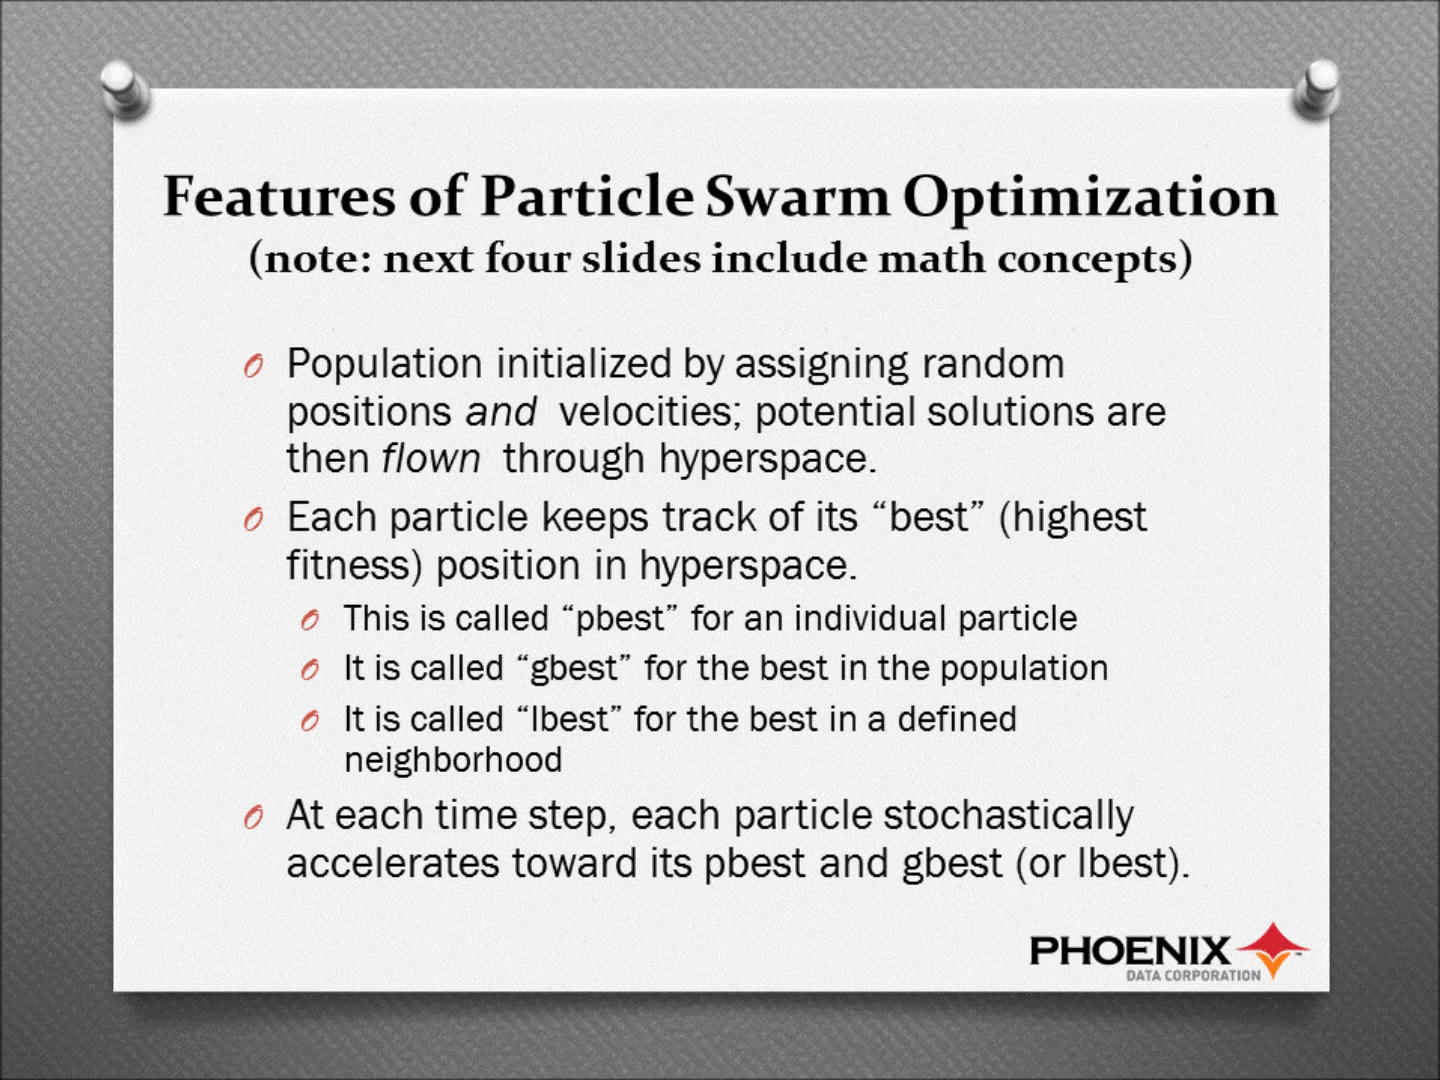 Features of Particle Swarm Optimization
(note: next four slides include math concepts)
Population initialized by assigning random
positions and velocities; potential solutions are
then flown through hyperspace.
Each particle keeps track of its “best” (highest
fitness) position in hyperspace.
This is called “pbest” for an individual particle
It is called “gbest” for the best in the population
It is called “lbest” for the best in a defined
neighborhood
At each time step, each particle stochastically
accelerates toward its pbest and gbest (or lbest).
PHOENIX
DATA CORPORATION